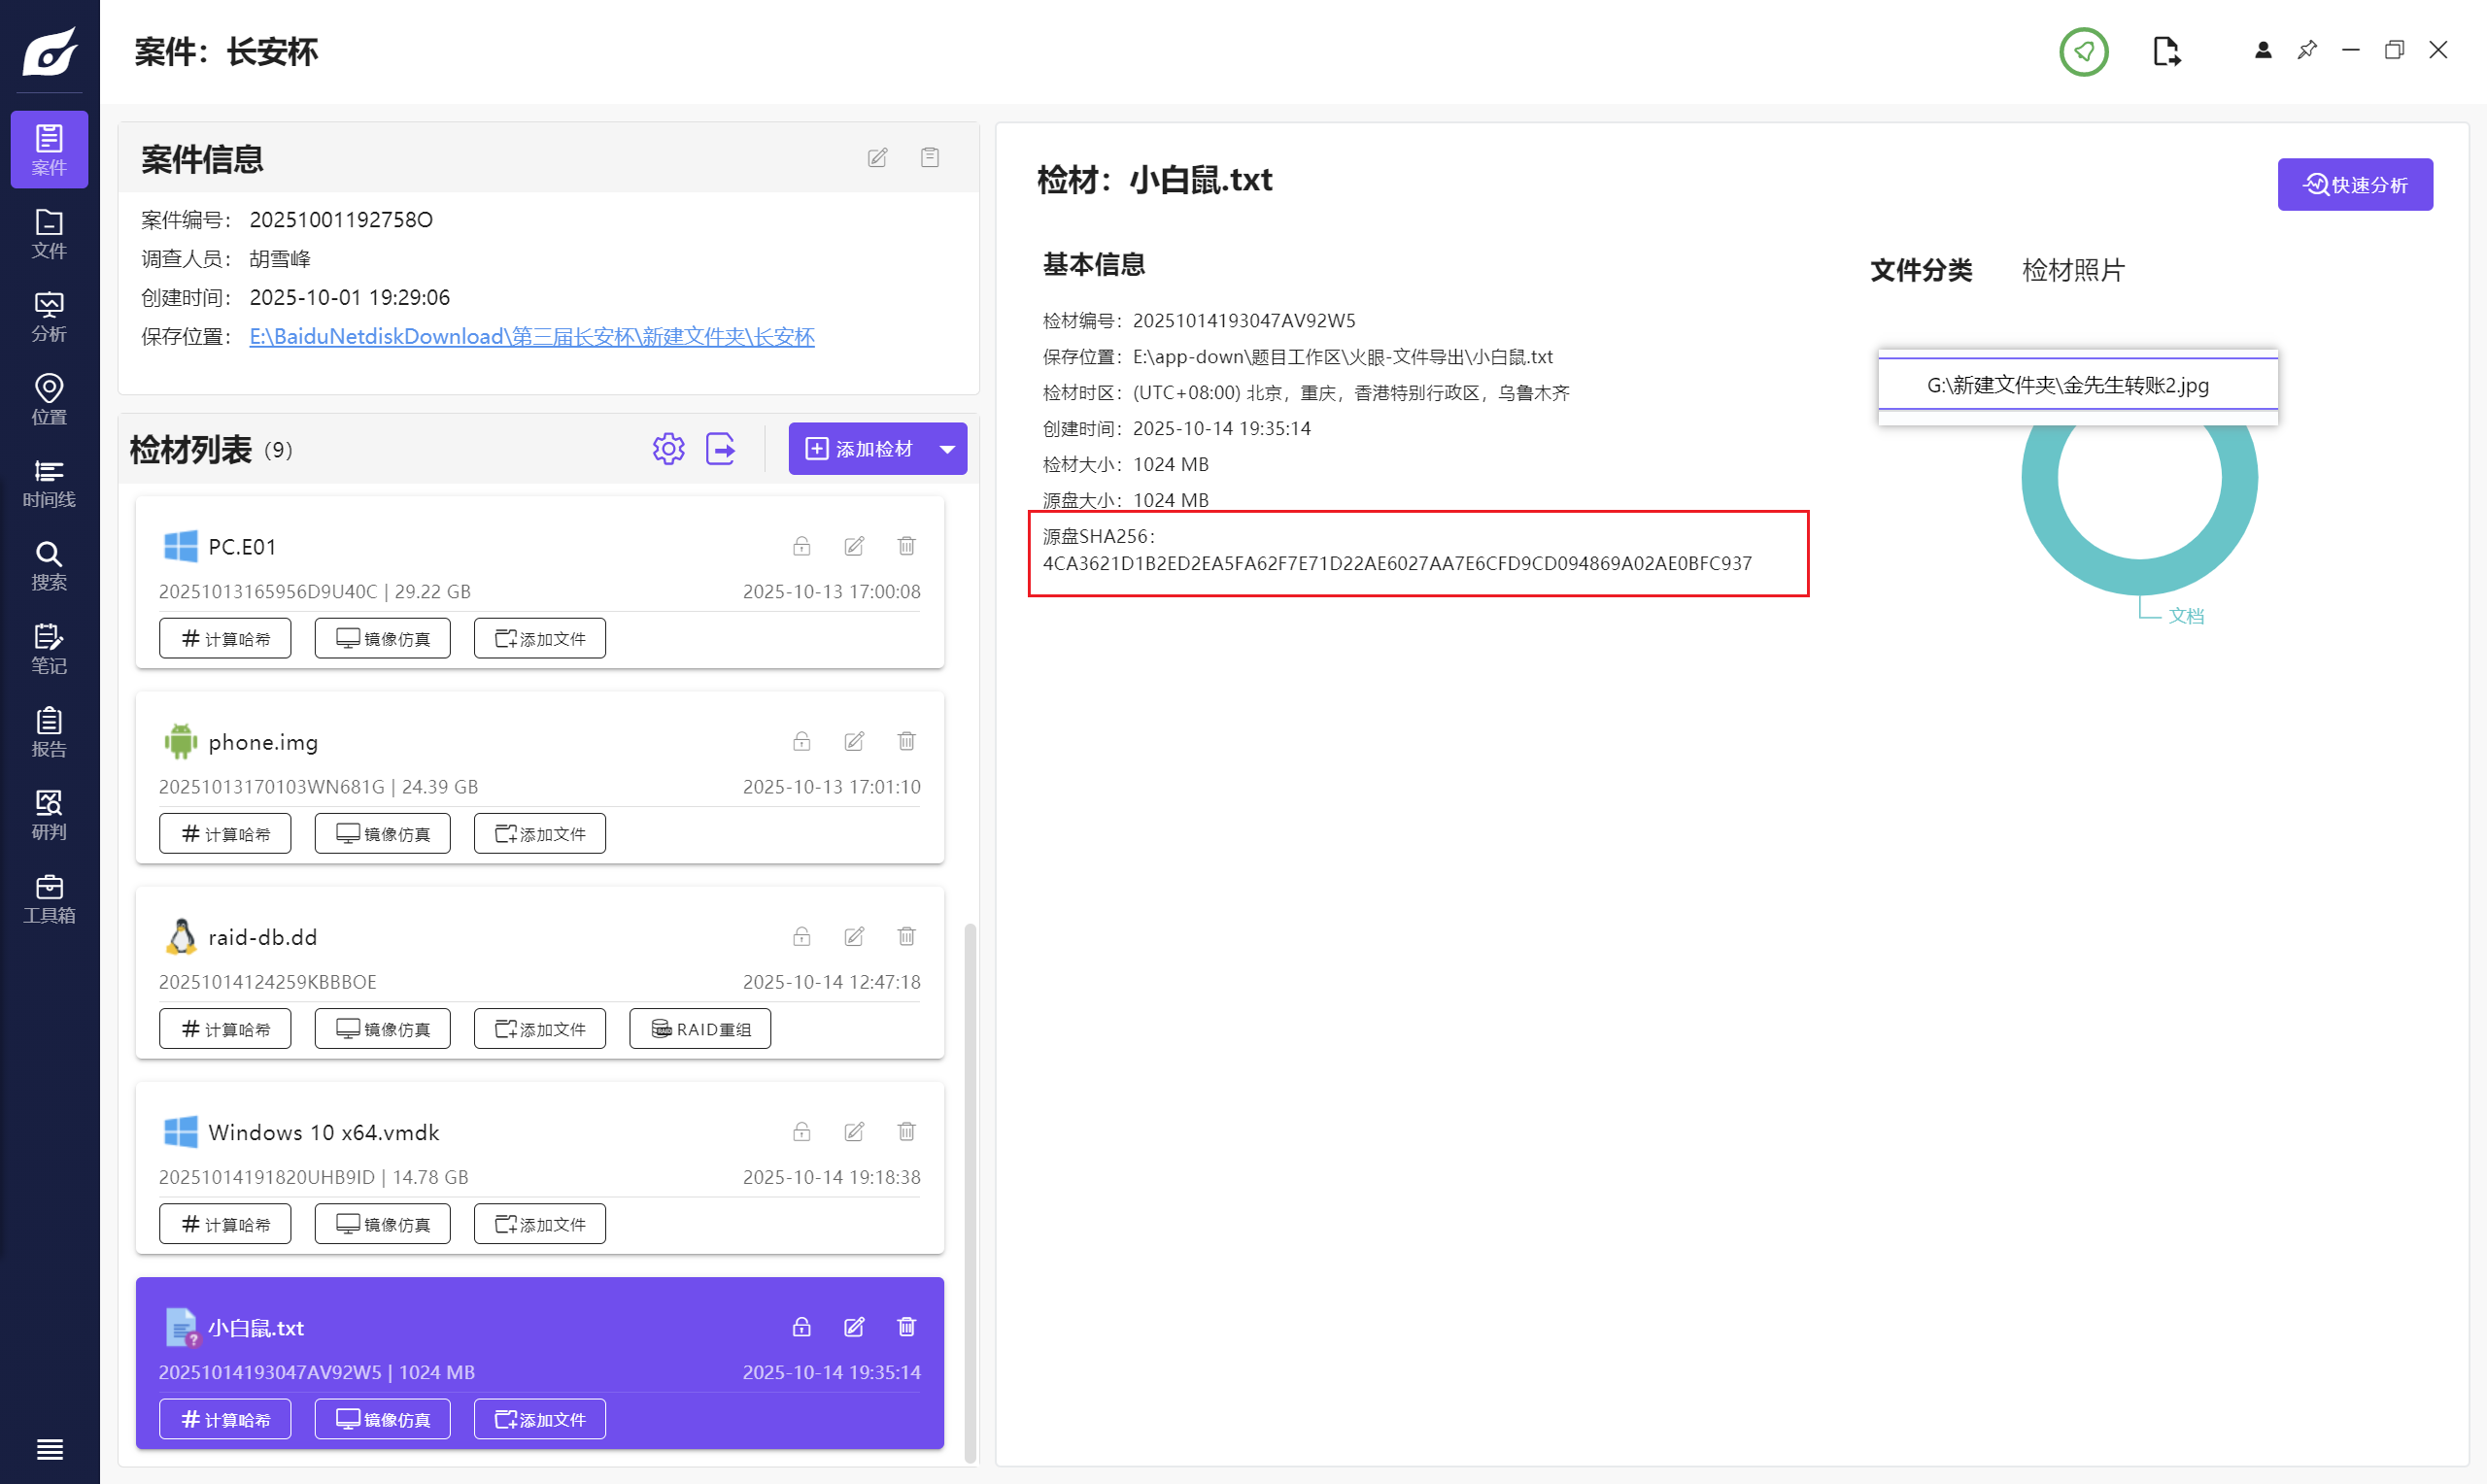 案件：长安杯
案件
文件
分析
位置
时间线
搜索
笔记
报告
研判
工具箱
案件信息
案件编号： 20251001192758O
调查人员： 胡雪峰
创建时间： 2025-10-01 19:29:06
保存位置： E:\BaiduNetdiskDownload\第三届长安杯\新建文件夹\长安杯
检材列表（9）
添加检材
PC.E01
20251013165956D9U40C | 29.22 GB 2025-10-13 17:00:08
计算哈希 镜像仿真 添加文件
phone.img
20251013170103WN681G | 24.39 GB 2025-10-13 17:01:10
计算哈希 镜像仿真 添加文件
raid-db.dd
20251014124259KBBBOE 2025-10-14 12:47:18
计算哈希 镜像仿真 添加文件 RAID重组
Windows 10 x64.vmdk
20251014191820UHB9ID | 14.78 GB 2025-10-14 19:18:38
计算哈希 镜像仿真 添加文件
小白鼠.txt
20251014193047AV92W5 | 1024 MB 2025-10-14 19:35:14
计算哈希 镜像仿真 添加文件
检材：小白鼠.txt
快速分析
基本信息
检材编号：20251014193047AV92W5
保存位置：E:\app-down\题目工作区\火眼-文件导出\小白鼠.txt
检材时区：(UTC+08:00) 北京，重庆，香港特别行政区，乌鲁木齐
创建时间：2025-10-14 19:35:14
检材大小：1024 MB
源盘大小：1024 MB
源盘SHA256：
4CA3621D1B2ED2EA5FA62F7E71D22AE6027AA7E6CFD9CD094869A02AE0BFC937
文件分类 检材照片
G:\新建文件夹\金先生转账2.jpg
文档